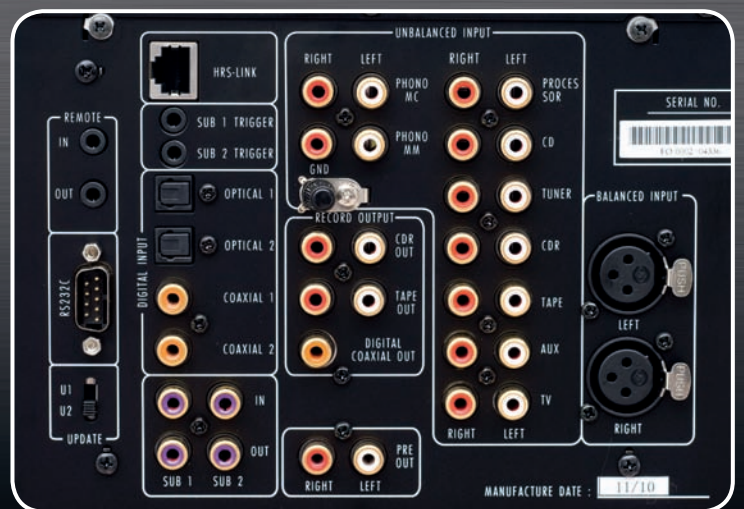 UNBALANCED INPUT
RIGHT LEFT RIGHT LEFT
HRS-LINK
PHONO MC
PROCES SOR
SERIAL NO.
REMOTE
IN
OUT
SUB 1 TRIGGER
SUB 2 TRIGGER
PHONO MM
CD
GND
DIGITAL INPUT
OPTICAL 1
OPTICAL 2
COAXIAL 1
COAXIAL 2
TUNER
BALANCED INPUT
PUSH
LEFT
PUSH
RIGHT
RECORD OUTPUT
CDR OUT
TAPE OUT
DIGITAL COAXIAL OUT
CDR
TAPE
AUX
TV
RIGHT LEFT
RS232C
U1
U2
UPDATE
IN
OUT
SUB 1 SUB 2
PRE OUT
RIGHT LEFT
MANUFACTURE DATE : 11/10